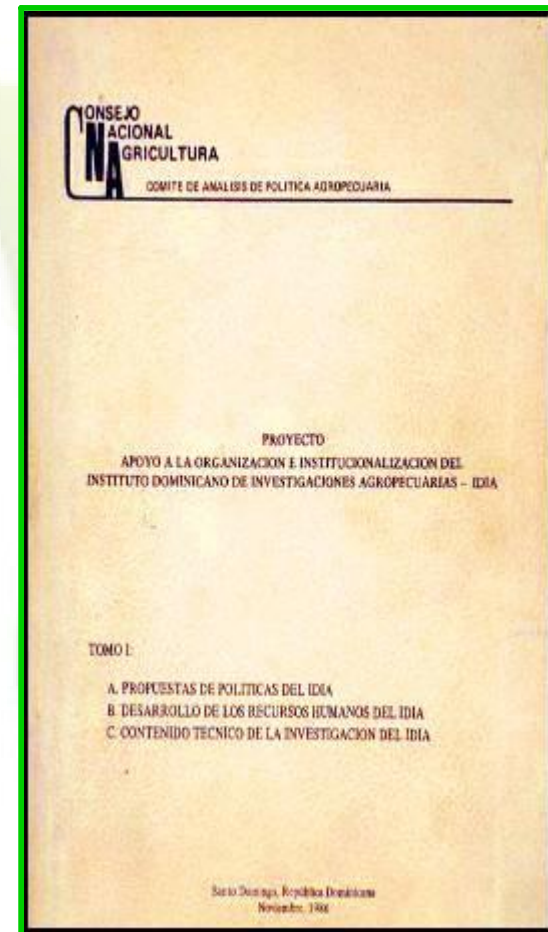 CONSEJO
NACIONAL
AGRICULTURA
COMITE DE ANALISIS DE POLITICA AGROPECUARIA
PROYECTO
APOYO A LA ORGANIZACION E INSTITUCIONALIZACION DEL
INSTITUTO DOMINICANO DE INVESTIGACIONES AGROPECUARIAS – IDIA
TOMO I:
A. PROPUESTAS DE POLITICAS DEL IDIA
B. DESARROLLO DE LOS RECURSOS HUMANOS DEL IDIA
C. CONTENIDO TECNICO DE LA INVESTIGACION DEL IDIA
Santo Domingo, República Dominicana
Noviembre,